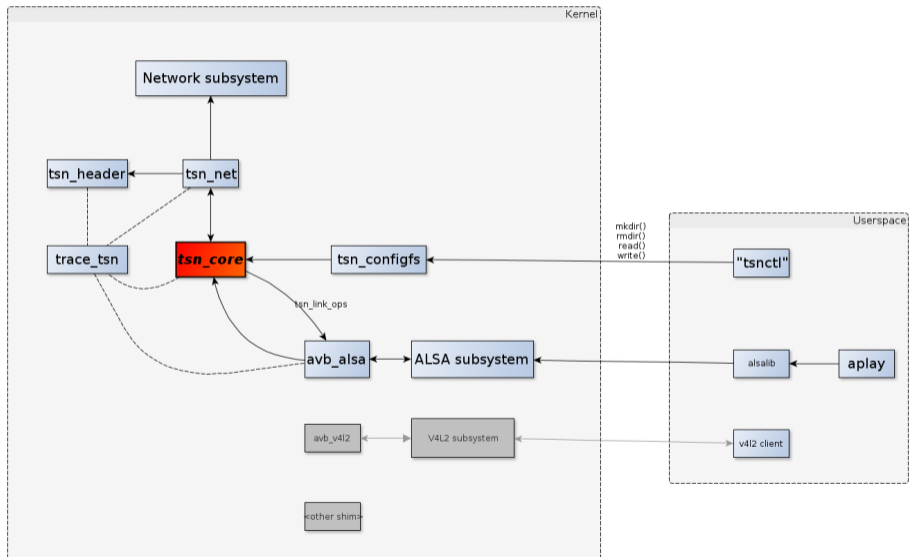 Kernel
Network subsystem
tsn_header
tsn_net
mkdir()
rmdir()
read()
write()
Userspace
trace_tsn
tsn_core
tsn_configfs
"tsnctl"
tsn_link_ops
avb_alsa
ALSA subsystem
alsalib
aplay
avb_v4l2
V4L2 subsystem
v4l2 client
<other shim>